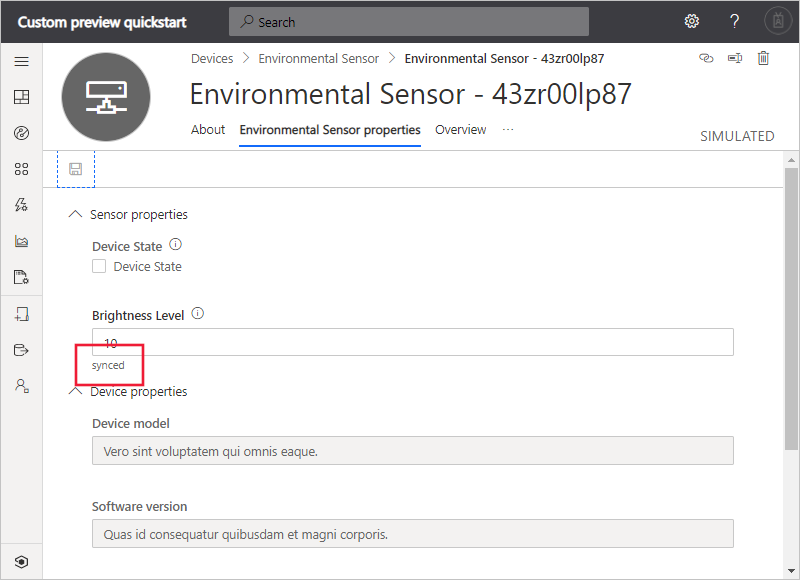 Custom preview quickstart
Search
?
Devices > Environmental Sensor > Environmental Sensor - 43zr00lp87
Environmental Sensor - 43zr00lp87
About Environmental Sensor properties Overview ...
SIMULATED
Sensor properties
Device State
Device State
Brightness Level
10
synced
Device properties
Device model
Vero sint voluptatem qui omnis eaque.
Software version
Quas id consequatur quibusdam et magni corporis.